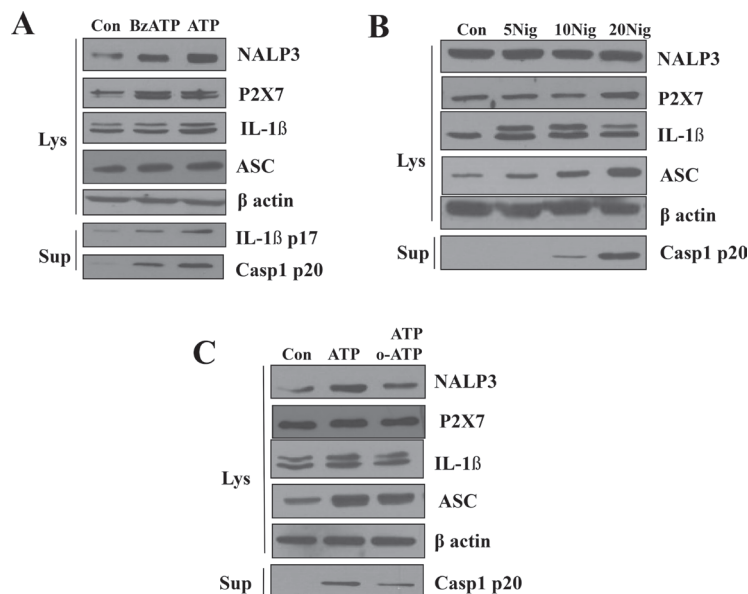 A
Con BzATP ATP
NALP3
P2X7
IL-1ß
ASC
β actin
IL-1ß p17
Casp1 p20
Lys
Sup
B
Con 5Nig 10Nig 20Nig
NALP3
P2X7
IL-1ß
ASC
β actin
Casp1 p20
Lys
Sup
C
ATP
Con ATP o-ATP
NALP3
P2X7
IL-1ß
ASC
β actin
Casp1 p20
Lys
Sup